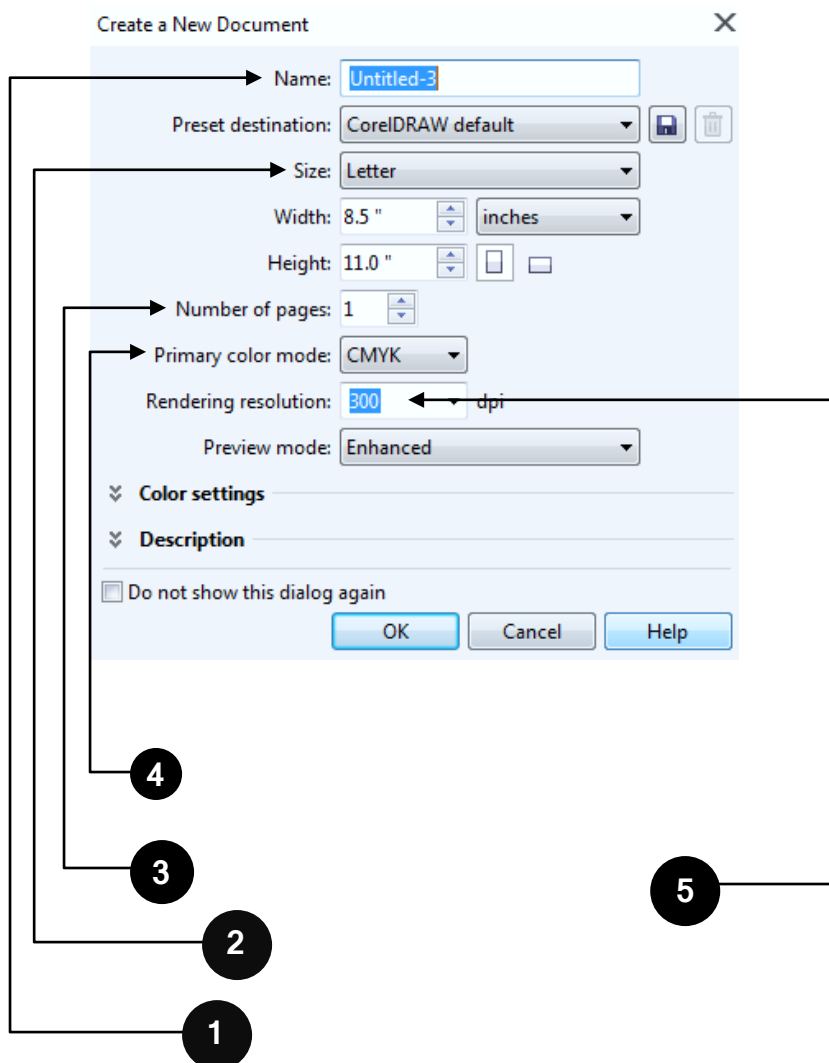 Create a New Document
Name: Untitled-3
Preset destination: CorelDRAW default
Size: Letter
Width: 8.5 " inches
Height: 11.0 "
Number of pages: 1
Primary color mode: CMYK
Rendering resolution: 300 dpi
Preview mode: Enhanced
Color settings
Description
Do not show this dialog again
OK Cancel Help
4
3
5
2
1